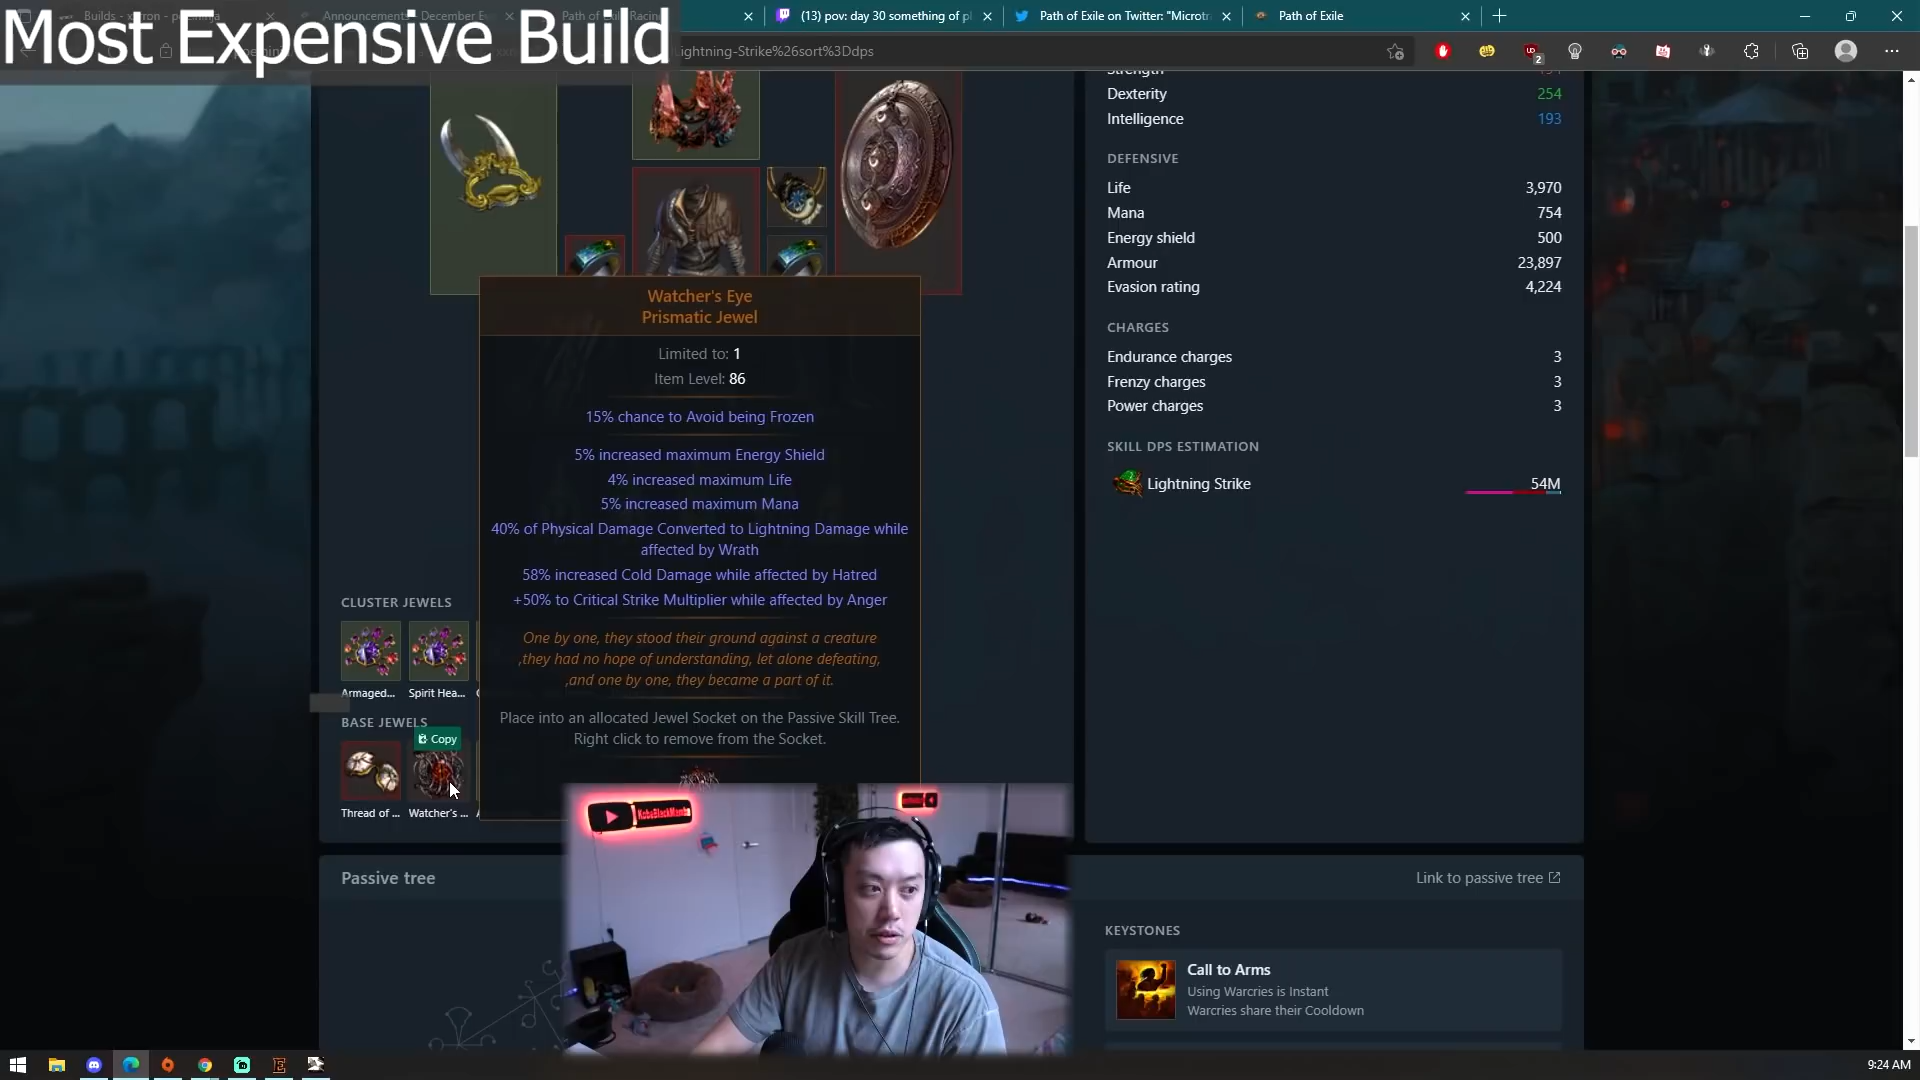 Most Expensive Build
Announcements - December E
(13) pov: day 30 something of pl
Path of Exile on Twitter: "Microtra
Path of Exile
Lightning-Strike%26sort%3Ddps
2
Strength
Dexterity 254
Intelligence 193
DEFENSIVE
Life 3,970
Mana 754
Energy shield 500
Armour 23,897
Evasion rating 4,224
CHARGES
Endurance charges 3
Frenzy charges 3
Power charges 3
SKILL DPS ESTIMATION
Lightning Strike 54M
Watcher's Eye
Prismatic Jewel
Limited to: 1
Item Level: 86
15% chance to Avoid being Frozen
5% increased maximum Energy Shield
4% increased maximum Life
5% increased maximum Mana
40% of Physical Damage Converted to Lightning Damage while
affected by Wrath
58% increased Cold Damage while affected by Hatred
+50% to Critical Strike Multiplier while affected by Anger
One by one, they stood their ground against a creature
,they had no hope of understanding, let alone defeating,
,and one by one, they became a part of it.
Place into an allocated Jewel Socket on the Passive Skill Tree.
Right click to remove from the Socket.
CLUSTER JEWELS
Armaged... Spirit Hea...
BASE JEWELS
Copy
Thread of ... Watcher's ...
KobeBlackMamba
Passive tree
Link to passive tree
KEYSTONES
Call to Arms
Using Warcries is Instant
Warcries share their Cooldown
9:24 AM